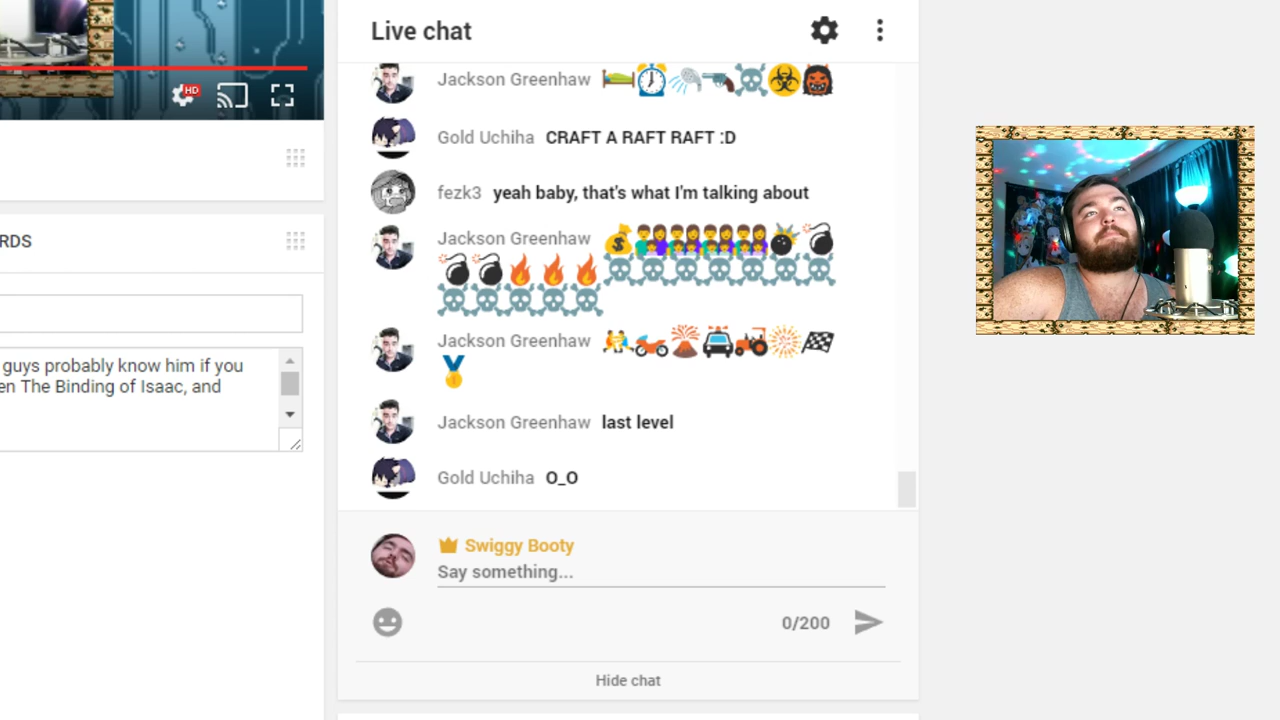 Live chat
HD
Jackson Greenhaw
Gold Uchiha CRAFT A RAFT RAFT :D
RDS
fezk3 yeah baby, that's what I'm talking about
Jackson Greenhaw
Jackson Greenhaw
guys probably know him if you
en The Binding of Isaac, and
Jackson Greenhaw last level
Gold Uchiha O_O
Swiggy Booty
Say something...
0/200
Hide chat